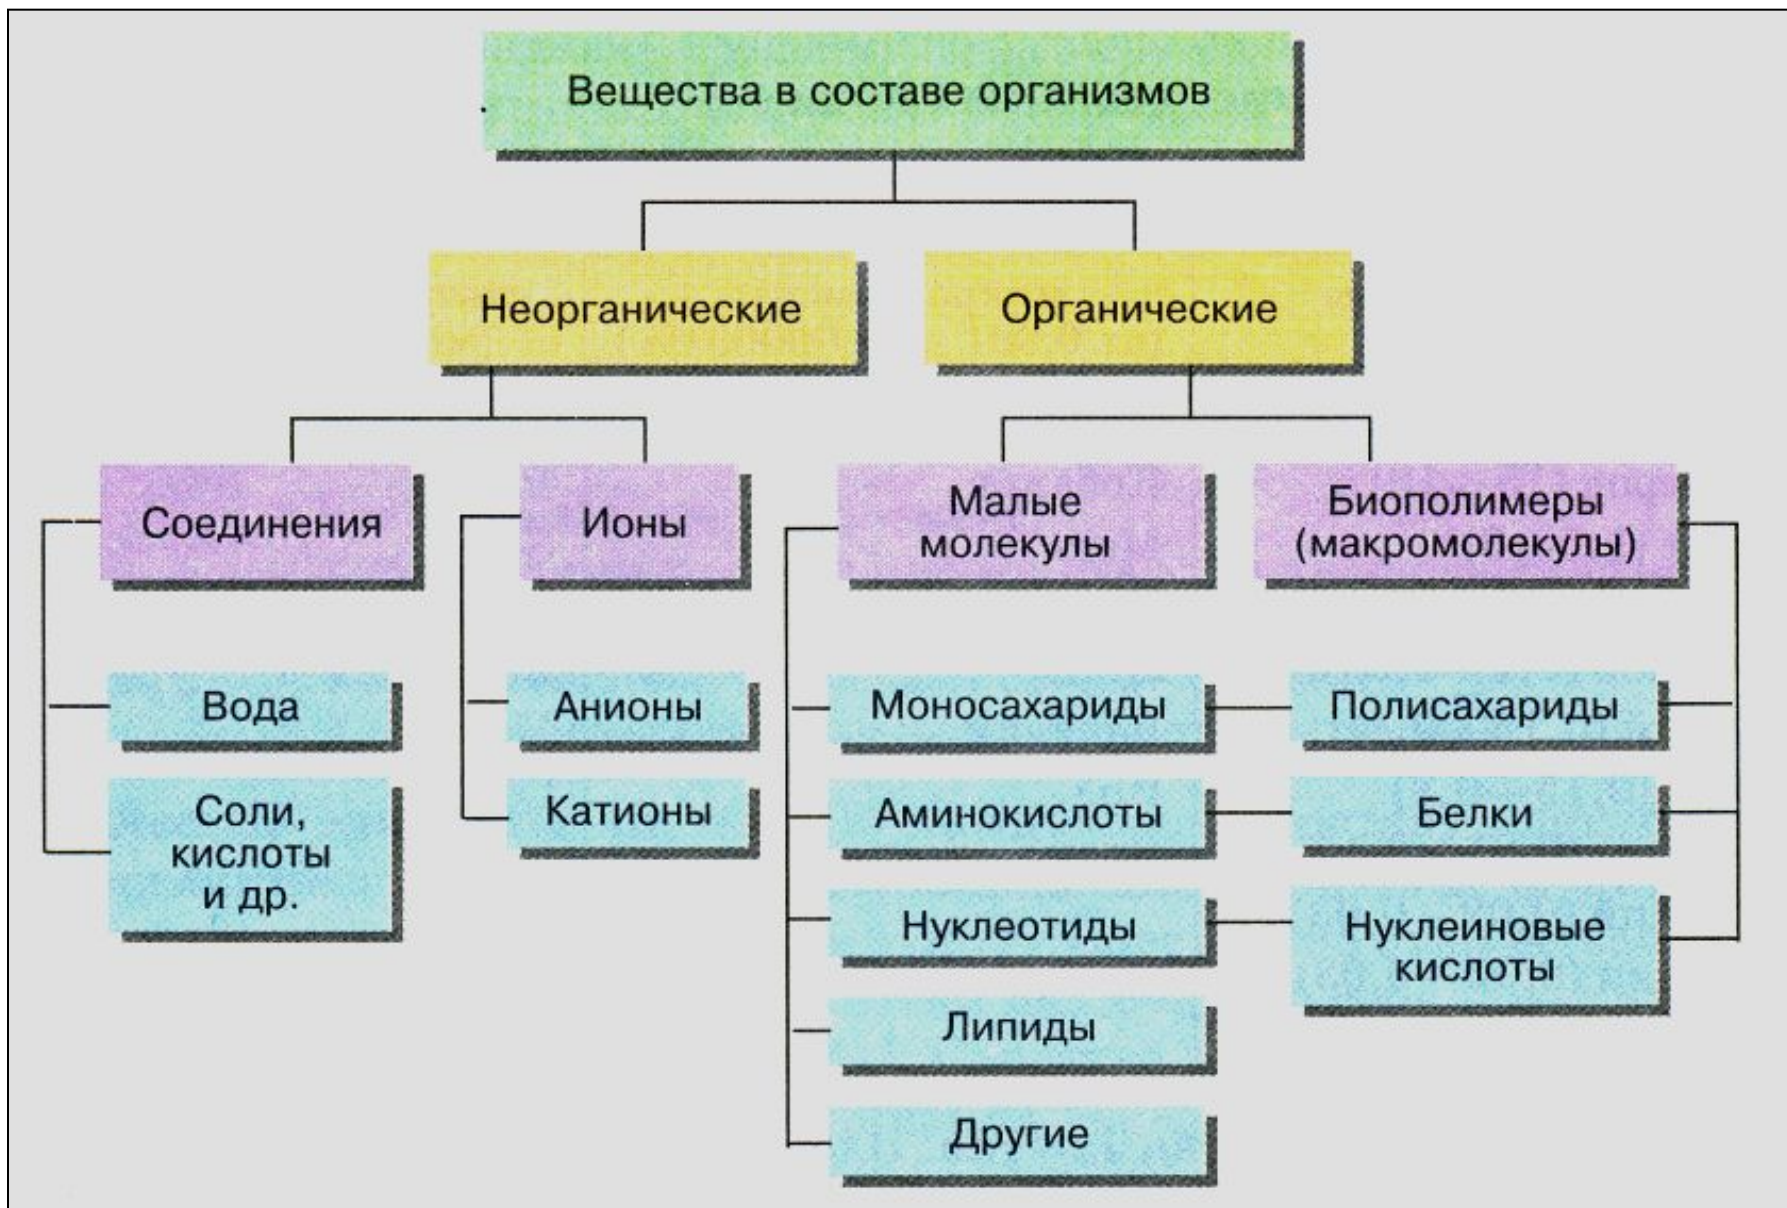 Вещества в составе организмов
Неорганические
Органические
Соединения
Ионы
Малые
молекулы
Биополимеры
(макромолекулы)
Вода
Анионы
Моносахариды
Полисахариды
Соли,
кислоты
и др.
Катионы
Аминокислоты
Белки
Нуклеотиды
Нуклеиновые
кислоты
Липиды
Другие